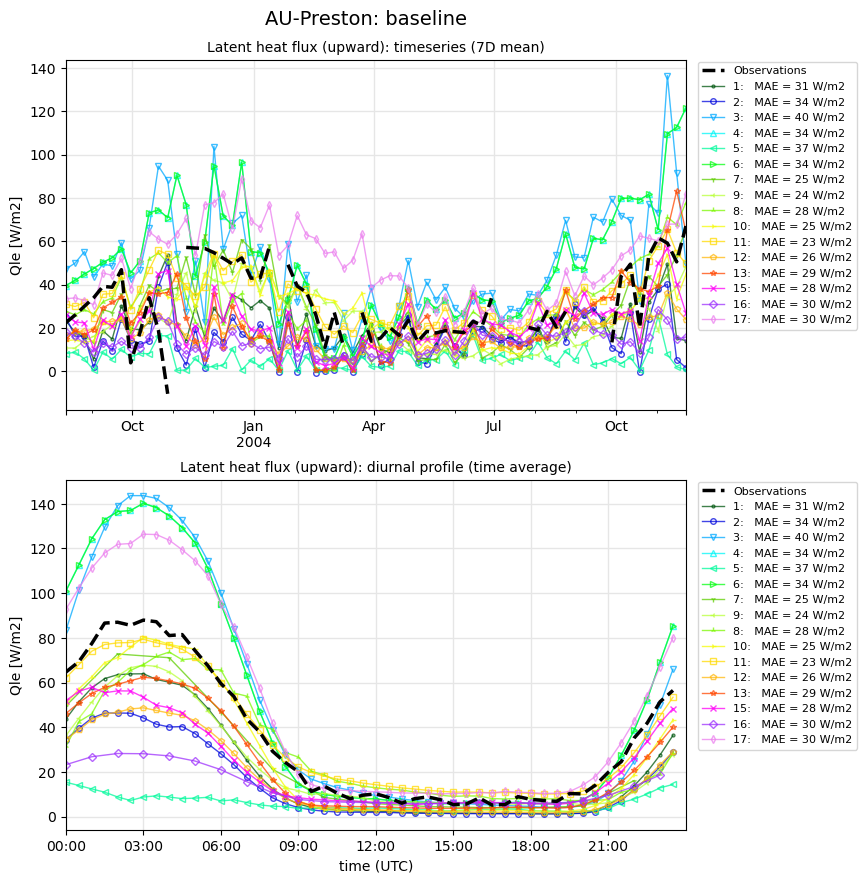 AU-Preston: baseline
Latent heat flux (upward): timeseries (7D mean)
140
120
100
80
60
40
20
0
Qle [W/m2]
Oct
Jan
2004
Apr
Jul
Oct
Observations
1: MAE = 31 W/m2
2: MAE = 34 W/m2
3: MAE = 40 W/m2
4: MAE = 34 W/m2
5: MAE = 37 W/m2
6: MAE = 34 W/m2
7: MAE = 25 W/m2
9: MAE = 24 W/m2
8: MAE = 28 W/m2
10: MAE = 25 W/m2
11: MAE = 23 W/m2
12: MAE = 26 W/m2
13: MAE = 29 W/m2
15: MAE = 28 W/m2
16: MAE = 30 W/m2
17: MAE = 30 W/m2
Latent heat flux (upward): diurnal profile (time average)
140
120
100
80
60
40
20
0
Qle [W/m2]
00:00
03:00
06:00
09:00
12:00
15:00
18:00
21:00
time (UTC)
Observations
1: MAE = 31 W/m2
2: MAE = 34 W/m2
3: MAE = 40 W/m2
4: MAE = 34 W/m2
5: MAE = 37 W/m2
6: MAE = 34 W/m2
7: MAE = 25 W/m2
9: MAE = 24 W/m2
8: MAE = 28 W/m2
10: MAE = 25 W/m2
11: MAE = 23 W/m2
12: MAE = 26 W/m2
13: MAE = 29 W/m2
15: MAE = 28 W/m2
16: MAE = 30 W/m2
17: MAE = 30 W/m2